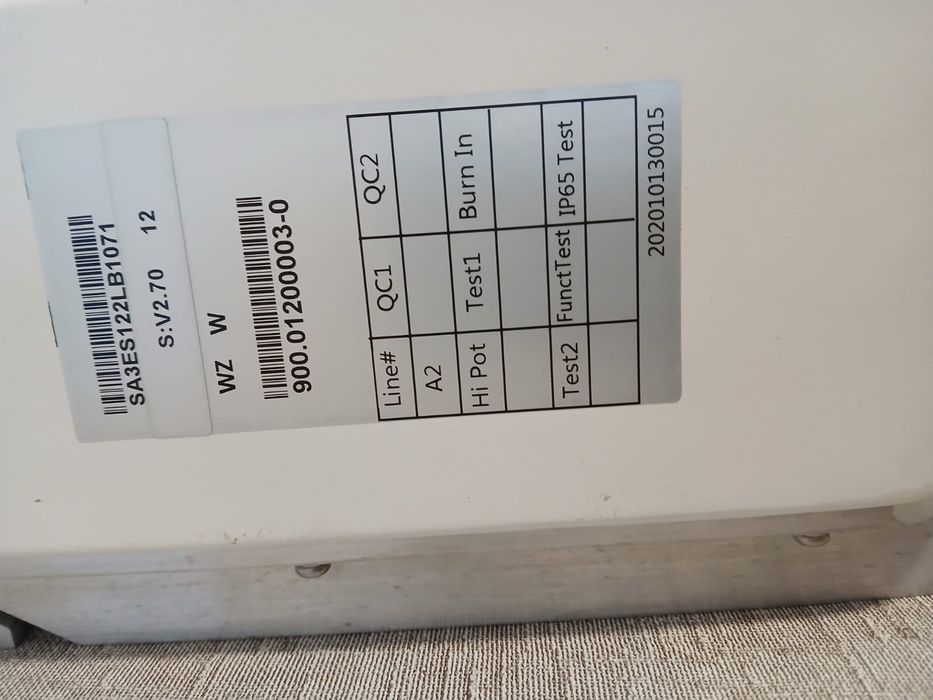 SA3ES122LB1071
S:V2.70 12
WZ W
900.01200003-0
Line# QC1 QC2
A2
Hi Pot Test1 Burn In
Test2 FunctTest IP65 Test
202010130015